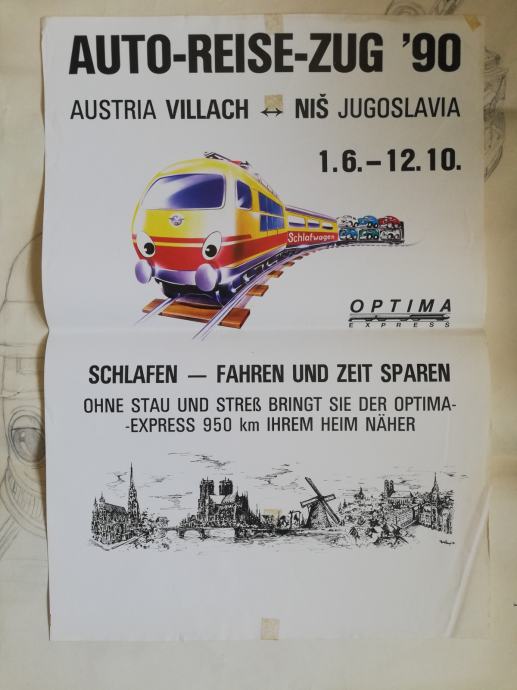 AUTO-REISE-ZUG '90
AUSTRIA VILLACH ↔ NIŠ JUGOSLAVIA
1.6.–12.10.
Schlafwagen
OPTIMA
EXPRESS
SCHLAFEN — FAHREN UND ZEIT SPAREN
OHNE STAU UND STREß BRINGT SIE DER OPTIMA-
-EXPRESS 950 km IHREM HEIM NÄHER